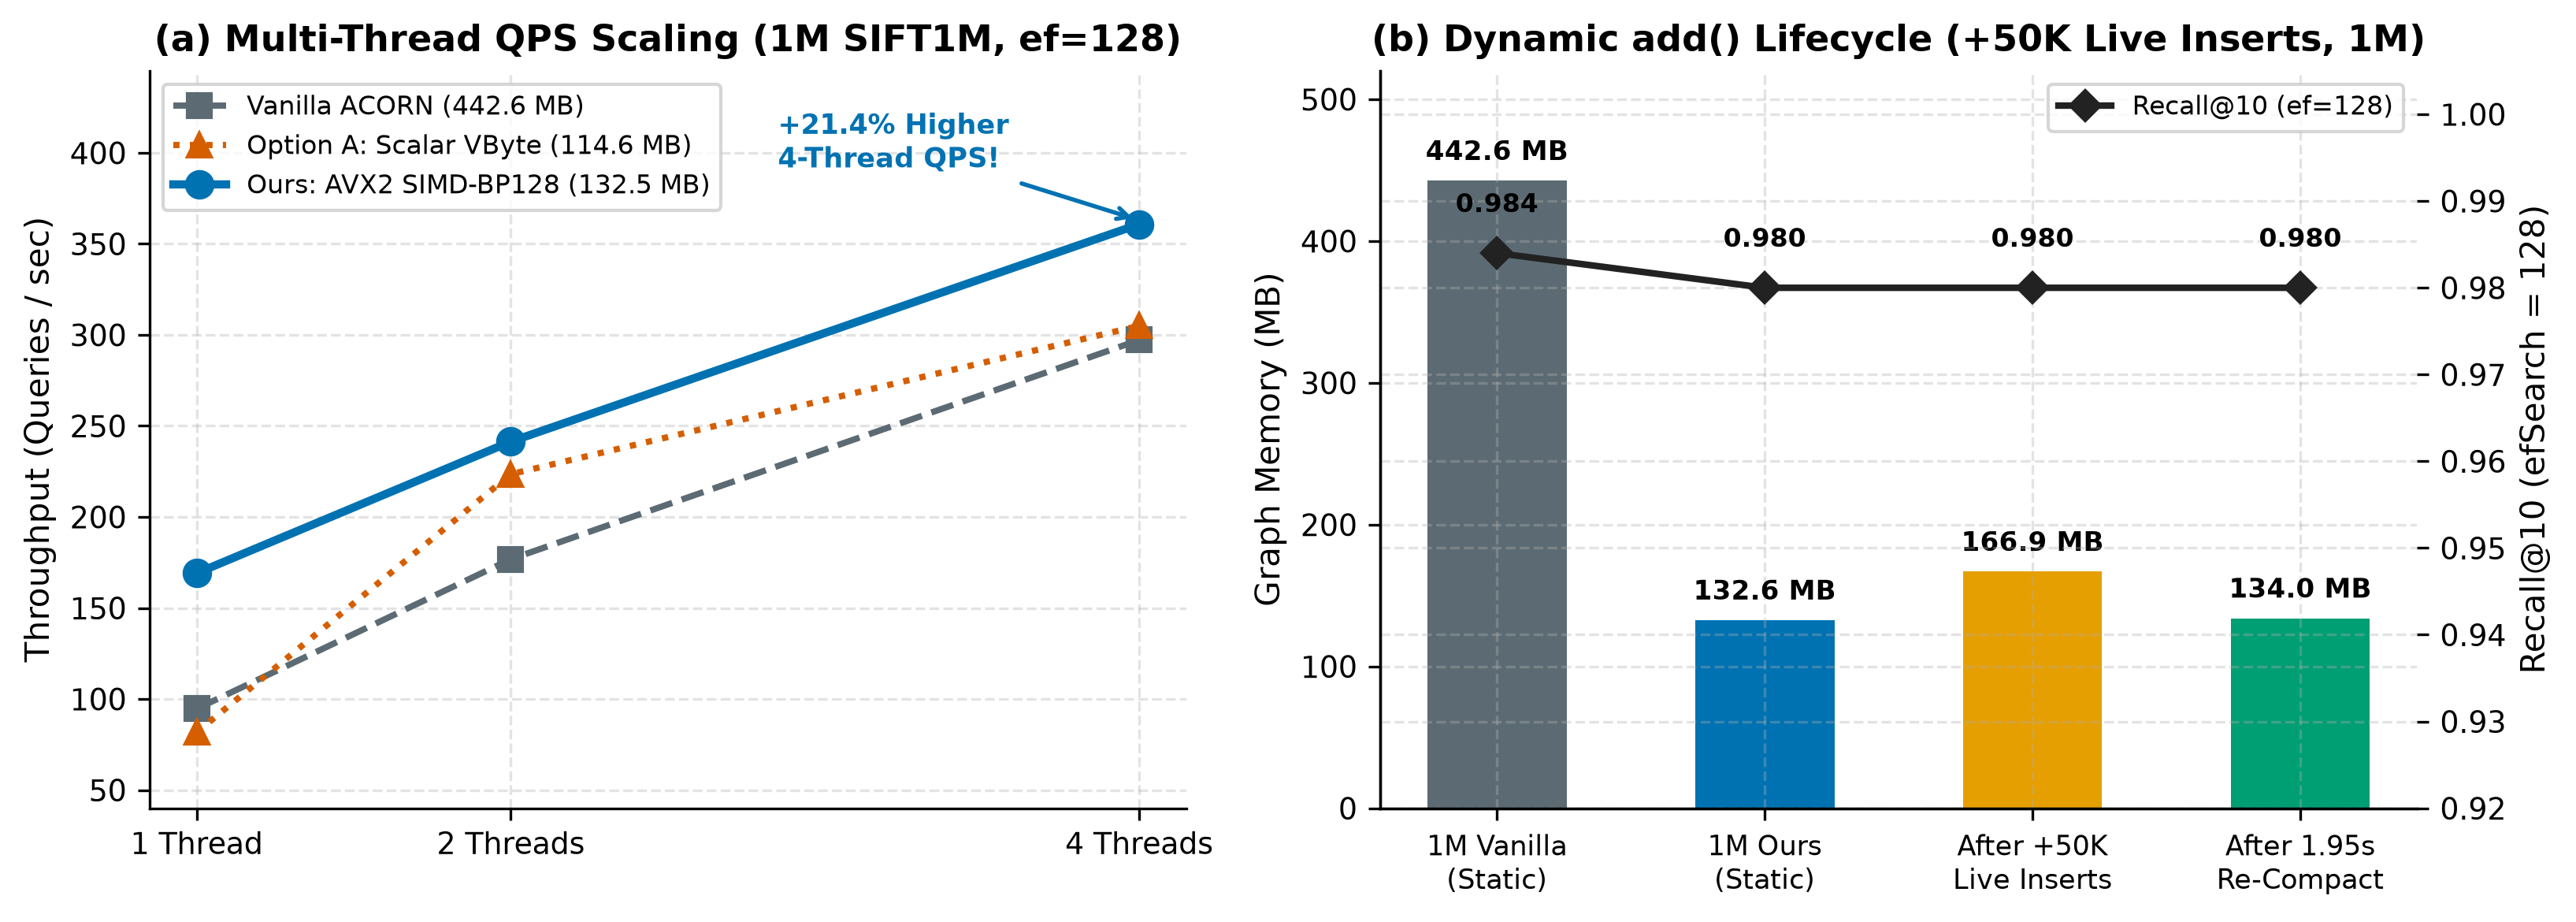 (a) Multi-Thread QPS Scaling (1M SIFT1M, ef=128)
Vanilla ACORN (442.6 MB)
Option A: Scalar VByte (114.6 MB)
Ours: AVX2 SIMD-BP128 (132.5 MB)
+21.4% Higher
4-Thread QPS!
Throughput (Queries / sec)
400
350
300
250
200
150
100
50
1 Thread
2 Threads
4 Threads
(b) Dynamic add() Lifecycle (+50K Live Inserts, 1M)
Recall@10 (ef=128)
Graph Memory (MB)
500
400
300
200
100
0
442.6 MB
0.984
0.980
0.980
0.980
132.6 MB
166.9 MB
134.0 MB
1M Vanilla
(Static)
1M Ours
(Static)
After +50K
Live Inserts
After 1.95s
Re-Compact
1.00
0.99
0.98
0.97
0.96
0.95
0.94
0.93
0.92
Recall@10 (efSearch = 128)